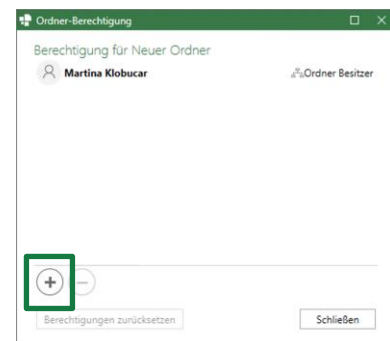 Ordner-Berechtigung
Berechtigung für Neuer Ordner
Martina Klobucar Ordner Besitzer
Berechtigungen zurücksetzen Schließen